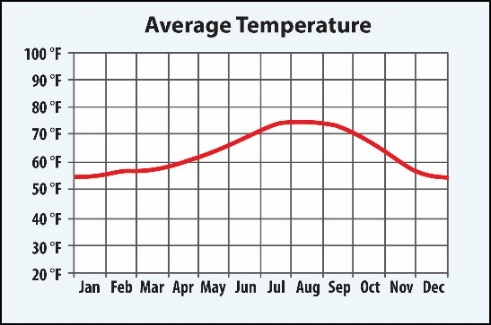 Average Temperature
100 °F
90 °F
80 °F
70 °F
60 °F
50 °F
40 °F
30 °F
20 °F
Jan Feb Mar Apr May Jun Jul Aug Sep Oct Nov Dec